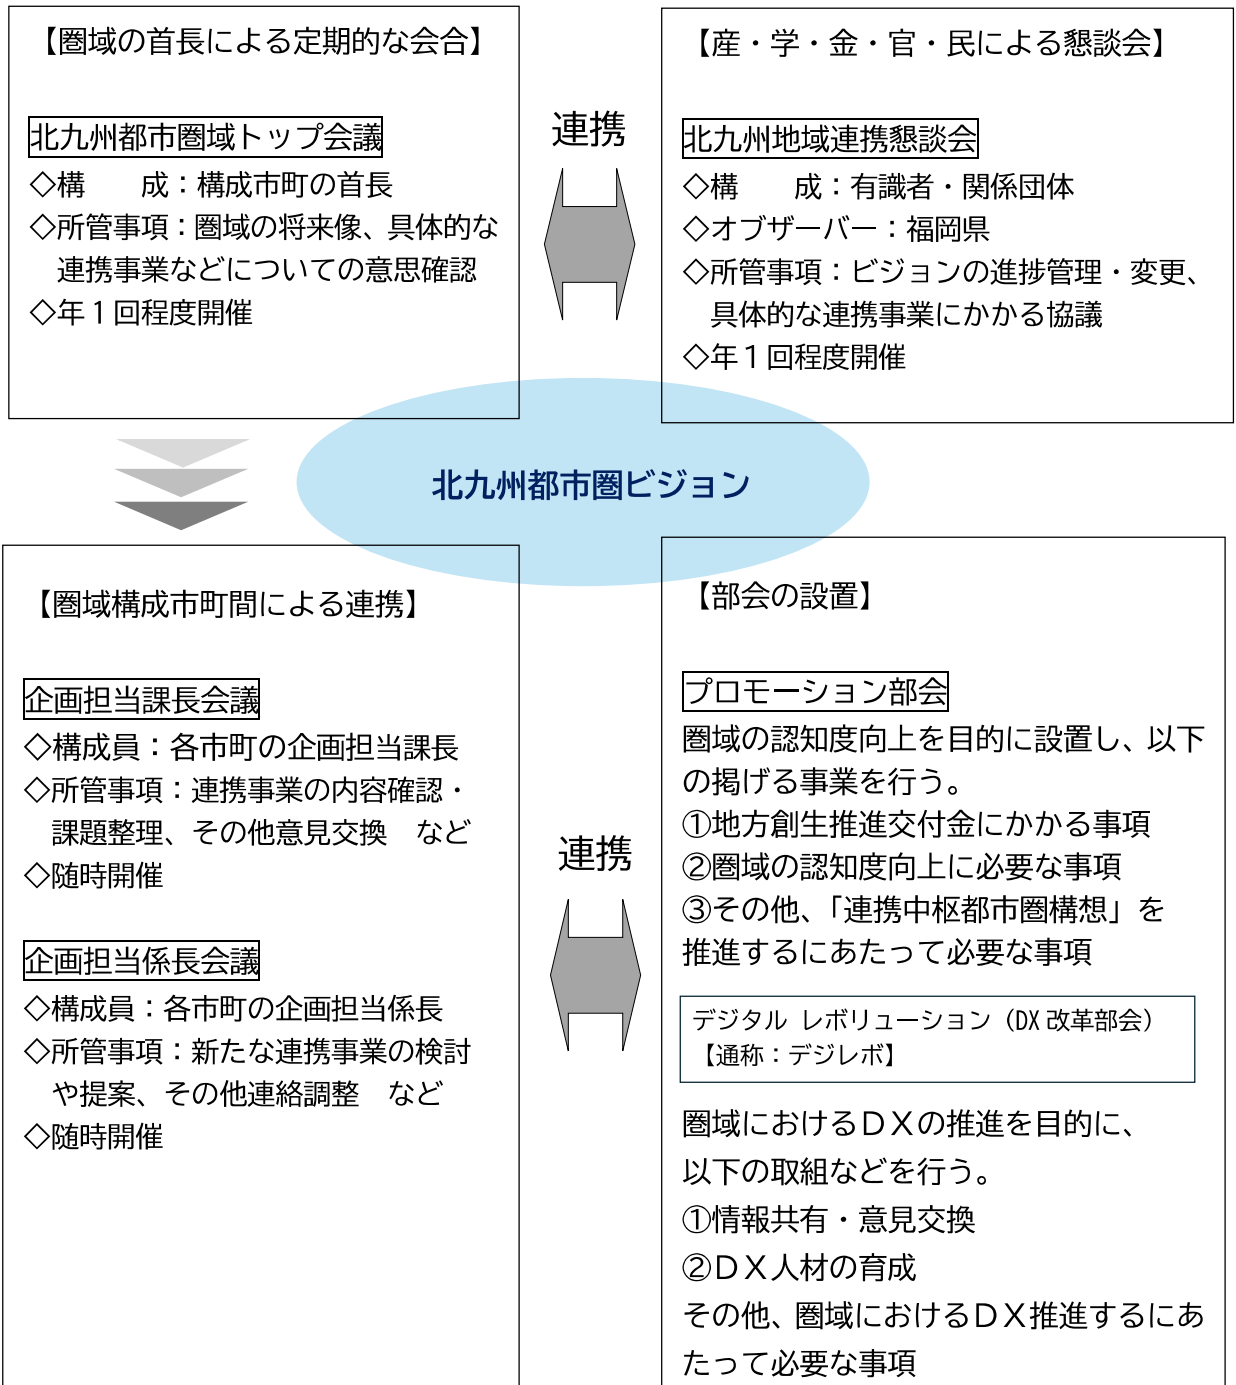 【圏域の首長による定期的な会合】
北九州都市圏域トップ会議
◇構　　成：構成市町の首長
◇所管事項：圏域の将来像、具体的な
連携事業などについての意思確認
◇年１回程度開催
連携
【産・学・金・官・民による懇談会】
北九州地域連携懇談会
◇構　　成：有識者・関係団体
◇オブザーバー：福岡県
◇所管事項：ビジョンの進捗管理・変更、
具体的な連携事業にかかる協議
◇年１回程度開催
北九州都市圏ビジョン
【圏域構成市町間による連携】
企画担当課長会議
◇構成員：各市町の企画担当課長
◇所管事項：連携事業の内容確認・
課題整理、その他意見交換　など
◇随時開催
企画担当係長会議
◇構成員：各市町の企画担当係長
◇所管事項：新たな連携事業の検討
や提案、その他連絡調整　など
◇随時開催
連携
【部会の設置】
プロモーション部会
圏域の認知度向上を目的に設置し、以下
の掲げる事業を行う。
①地方創生推進交付金にかかる事項
②圏域の認知度向上に必要な事項
③その他、「連携中枢都市圏構想」を
推進するにあたって必要な事項
デジタル レボリューション（DX 改革部会）
【通称：デジレボ】
圏域におけるＤＸの推進を目的に、
以下の取組などを行う。
①情報共有・意見交換
②ＤＸ人材の育成
その他、圏域におけるＤＸ推進するにあ
たって必要な事項